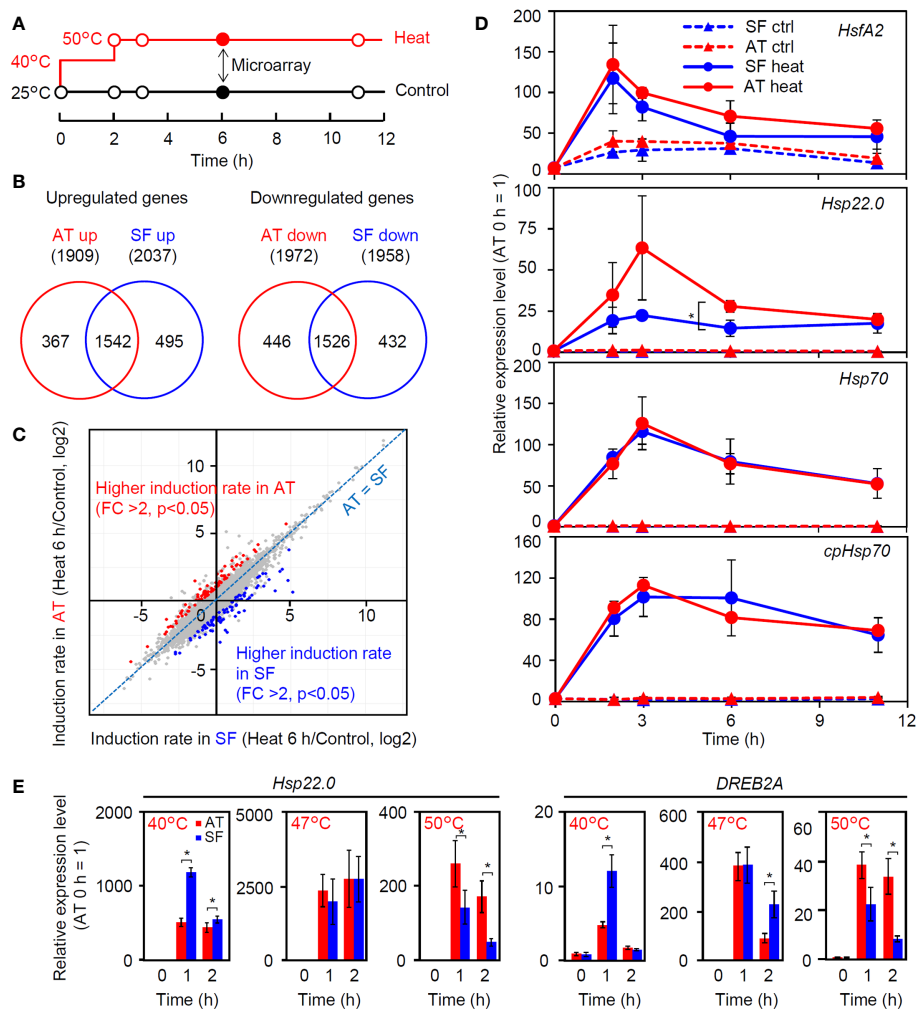 A
50°C
Heat
40°C
Microarray
25°C
Control
0 2 4 6 8 10 12
Time (h)
B
Upregulated genes
Downregulated genes
AT up
(1909)
SF up
(2037)
AT down
(1972)
SF down
(1958)
367 1542 495
446 1526 432
C
Induction rate in AT (Heat 6 h/Control, log2)
10
5
0
-5
-5 5 10
Higher induction rate in AT
(FC >2, p<0.05)
AT = SF
Higher induction rate
in SF
(FC >2, p<0.05)
Induction rate in SF (Heat 6 h/Control, log2)
D
Relative expression level (AT 0 h = 1)
200
150
100
50
0
SF ctrl
AT ctrl
SF heat
AT heat
HsfA2
100
75
50
25
0
*
Hsp22.0
200
150
100
50
0
Hsp70
160
120
80
40
0
cpHsp70
0 3 6 9 12
Time (h)
E
Hsp22.0
DREB2A
Relative expression level
(AT 0 h = 1)
2000
1000
0
40°C
AT
SF
*
*
0 1 2
Time (h)
5000
2500
0
47°C
0 1 2
Time (h)
400
200
0
50°C
*
*
0 1 2
Time (h)
20
10
0
40°C
*
0 1 2
Time (h)
600
400
200
0
47°C
*
0 1 2
Time (h)
60
40
20
0
50°C
*
*
0 1 2
Time (h)